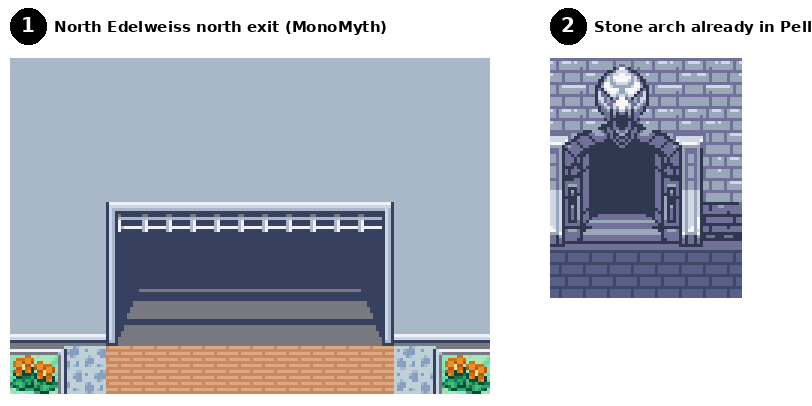 1 North Edelweiss north exit (MonoMyth)
2 Stone arch already in Pell